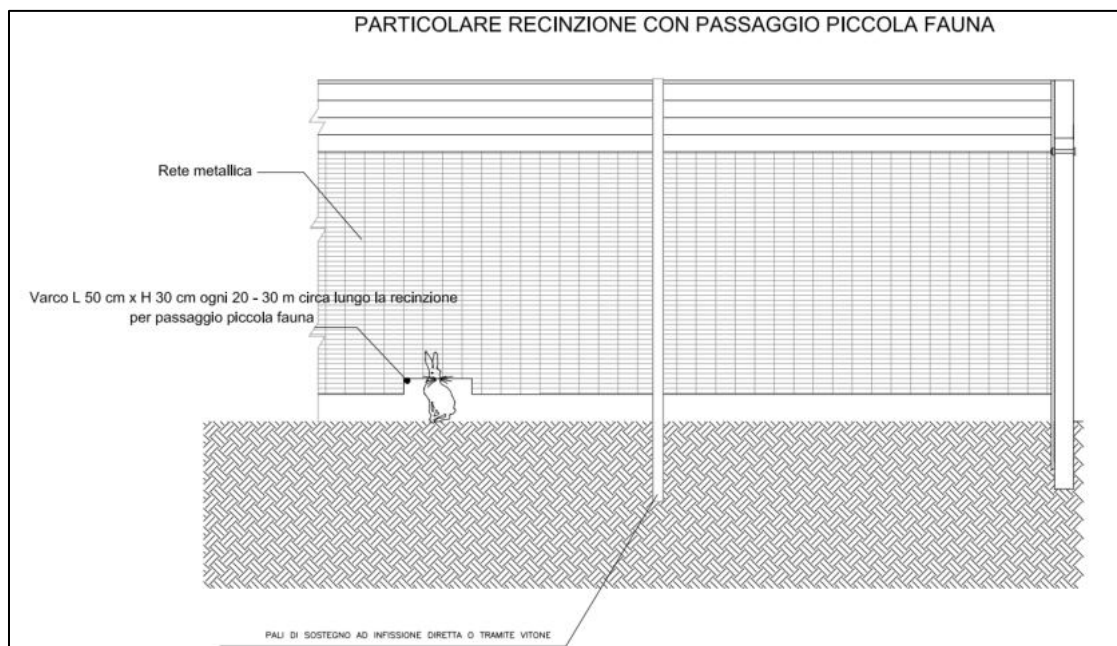 PARTICOLARE RECINZIONE CON PASSAGGIO PICCOLA FAUNA
Rete metallica
Varco L 50 cm x H 30 cm ogni 20 - 30 m circa lungo la recinzione
per passaggio piccola fauna
PALI DI SOSTEGNO AD INFISSIONE DIRETTA O TRAMITE VITONE